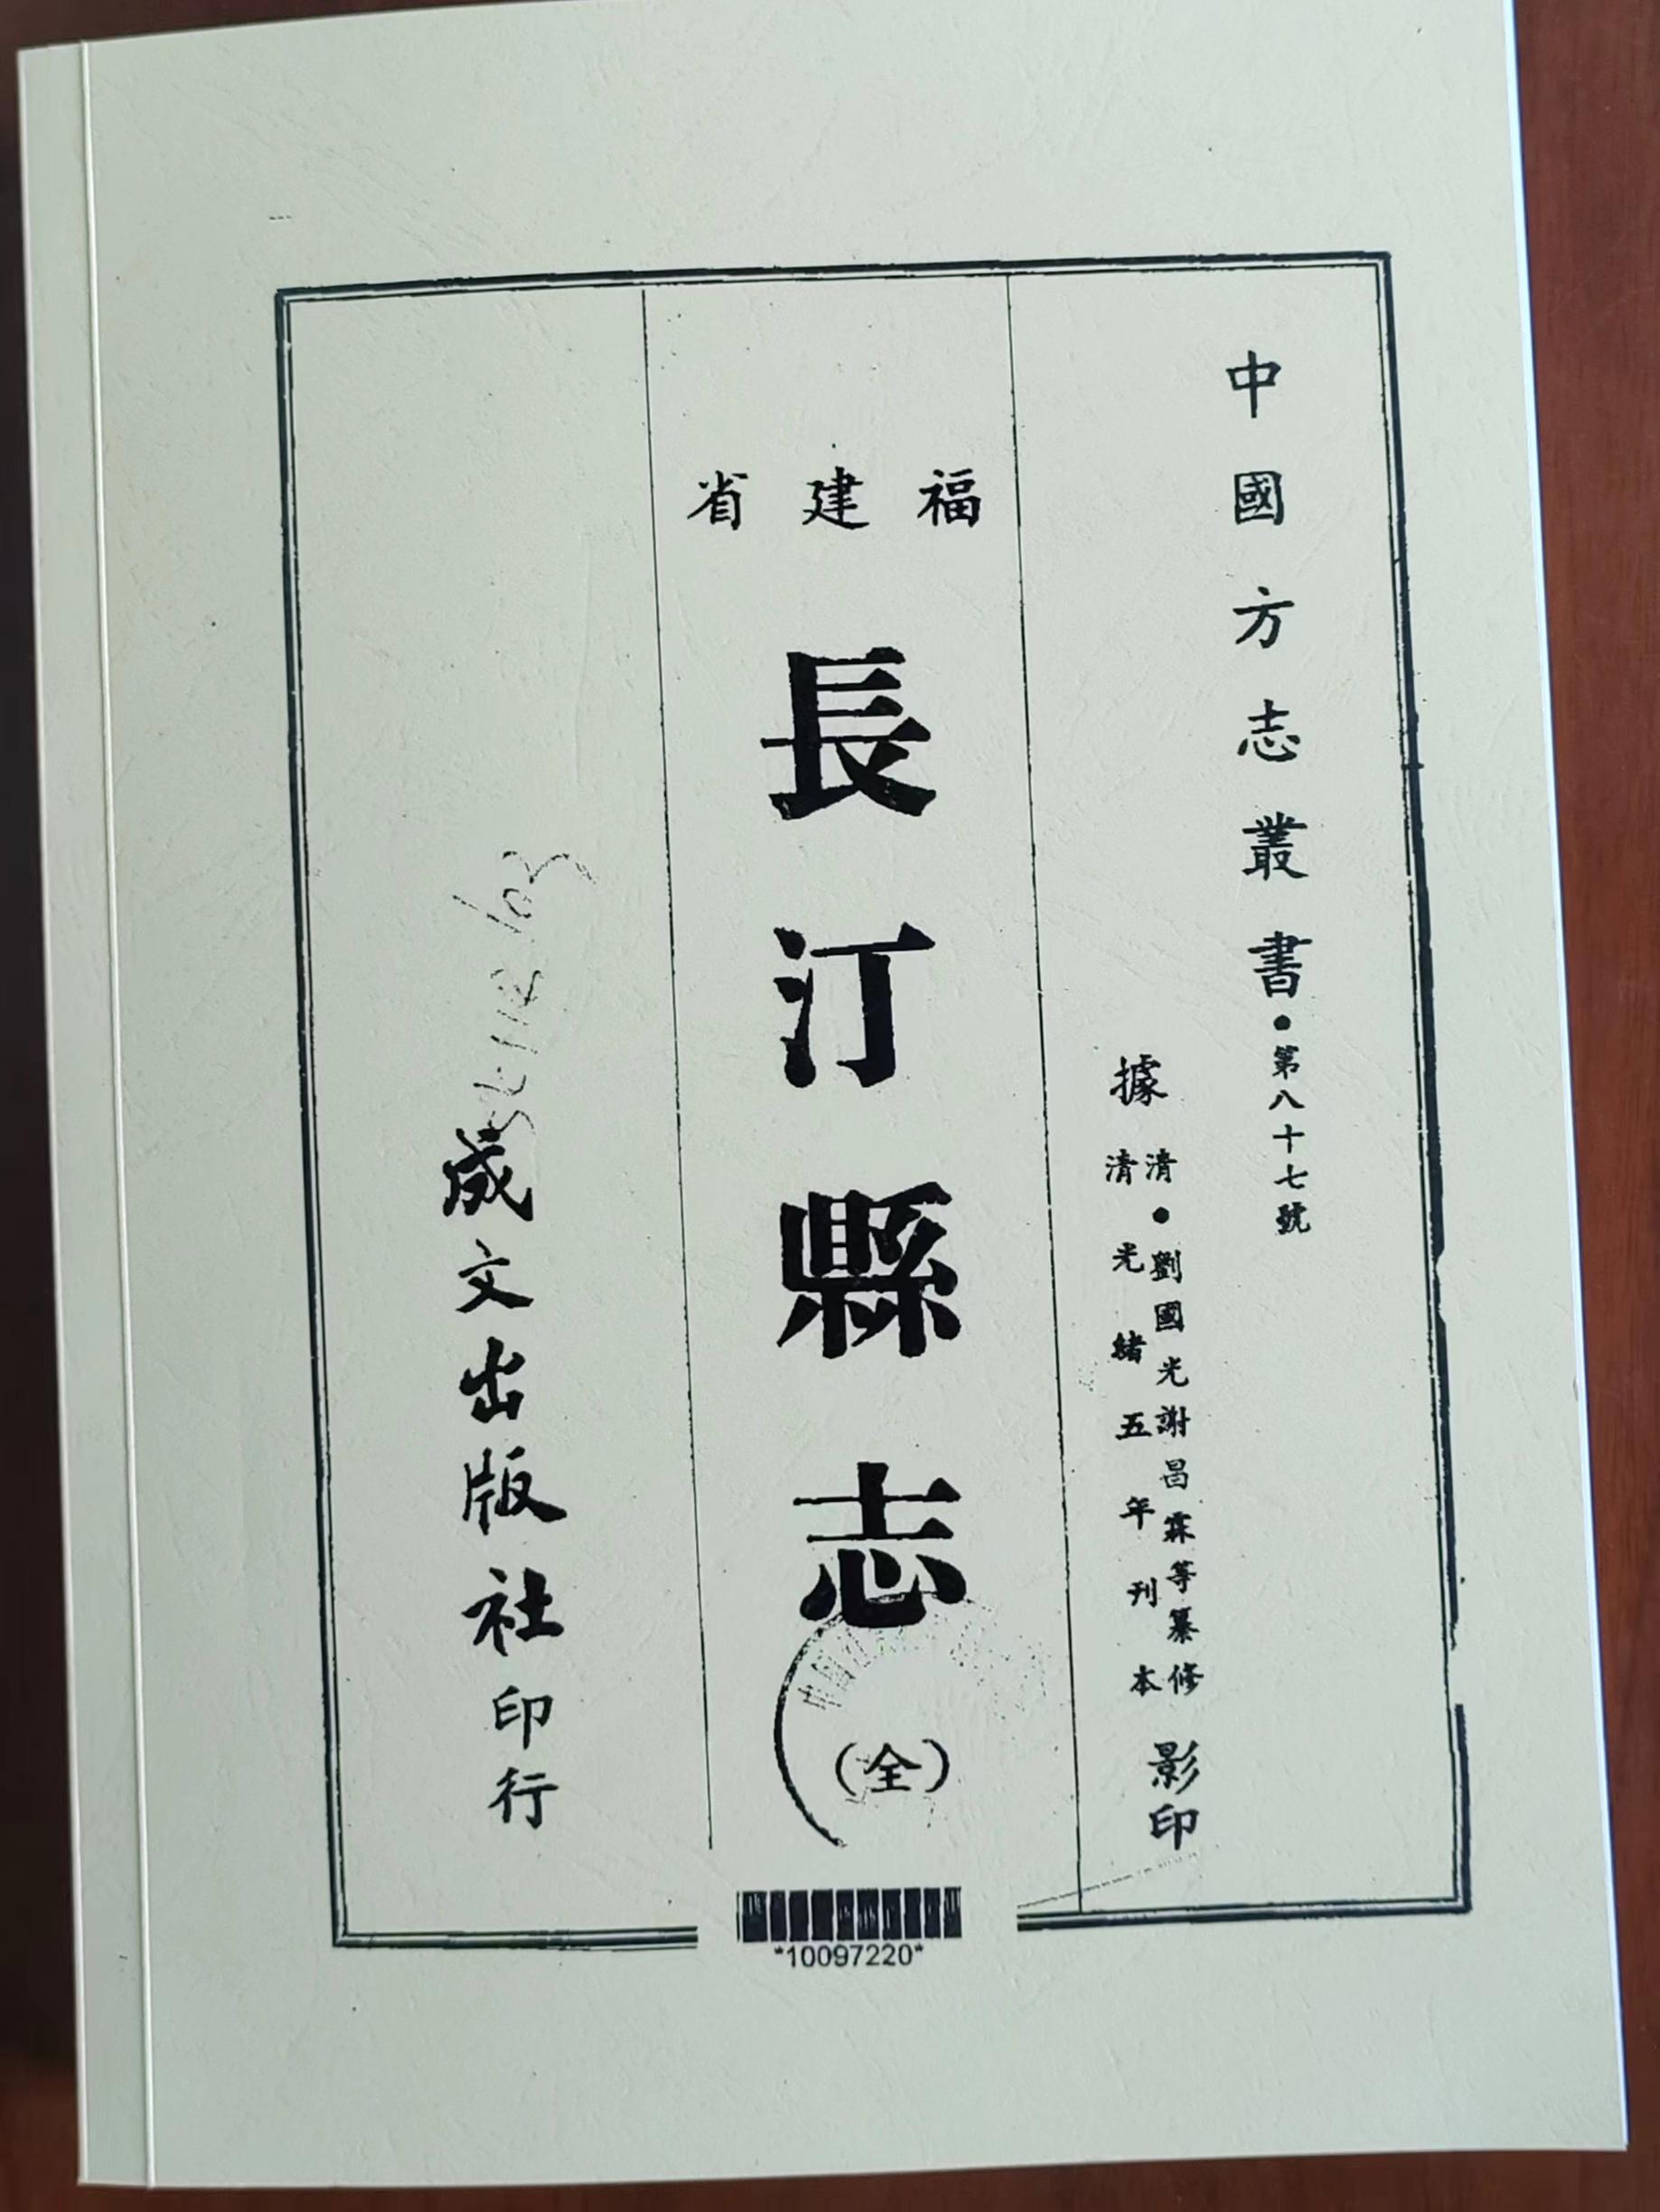 中國方志叢書•第八十七號
據
清•劉國光謝昌霖等纂修
清光緒五年刊本
影印
福建省
長汀縣志
(全)
成文出版社印行
*10097220*